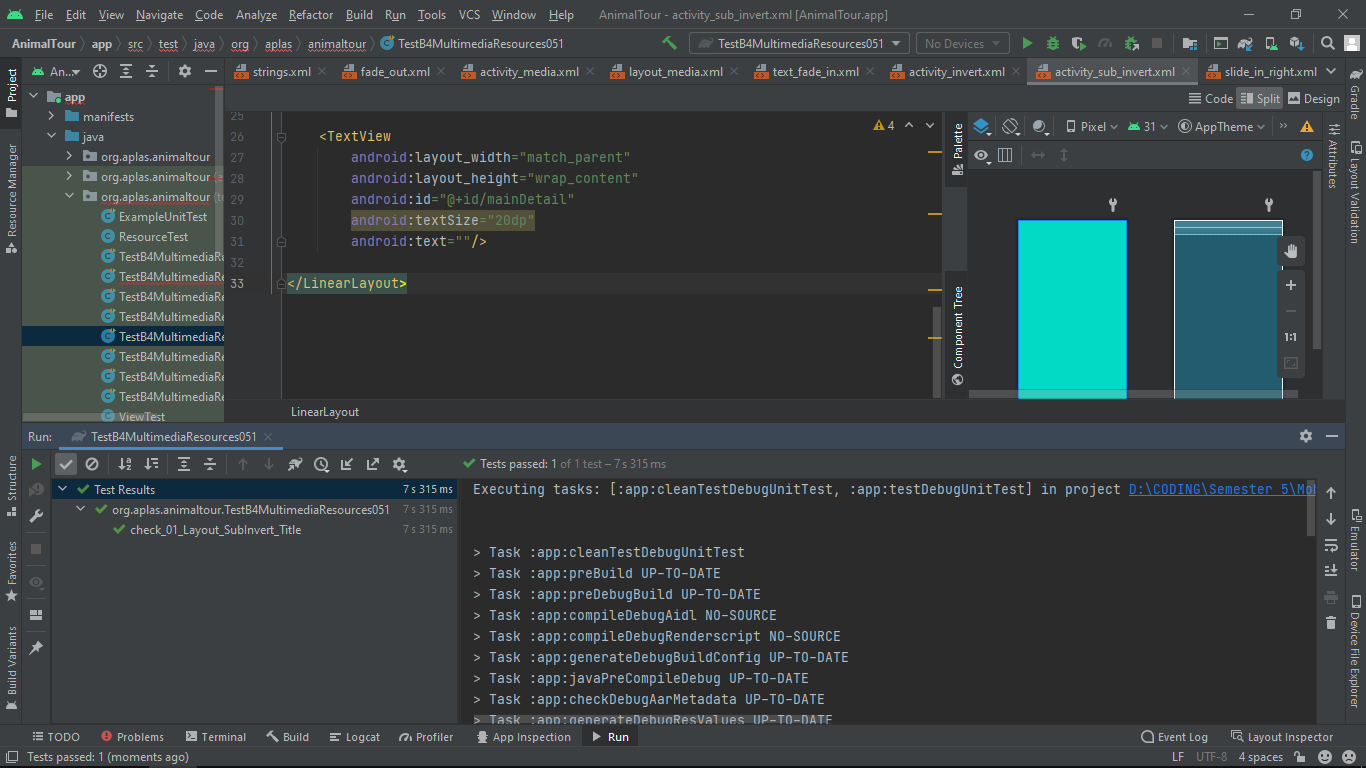 File Edit View Navigate Code Analyze Refactor Build Run Tools VCS Window Help AnimalTour - activity_sub_invert.xml [AnimalTour.app]
AnimalTour app src test java org aplas animaltour TestB4MultimediaResources051 TestB4MultimediaResources051 No Devices
Project
An...
strings.xml fade_out.xml activity_media.xml layout_media.xml text_fade_in.xml activity_invert.xml activity_sub_invert.xml slide_in_right.xml
app
manifests
java
org.aplas.animaltour
org.aplas.animaltour
org.aplas.animaltour
ExampleUnitTest
ResourceTest
TestB4MultimediaRe
TestB4MultimediaRe
TestB4MultimediaRe
TestB4MultimediaRe
TestB4MultimediaRe
TestB4MultimediaRe
TestB4MultimediaRe
TestB4MultimediaRe
ViewTest
Code Split Design
25
26 <TextView
27 android:layout_width="match_parent"
28 android:layout_height="wrap_content"
29 android:id="@+id/mainDetail"
30 android:textSize="20dp"
31 android:text=""/>
32
33 </LinearLayout>
4
LinearLayout
Palette
Component Tree
Pixel 31 AppTheme
1:1
Gradle
Attributes
Layout Validation
Emulator
Device File Explorer
Resource Manager
Structure
Favorites
Build Variants
Run: TestB4MultimediaResources051
Tests passed: 1 of 1 test – 7 s 315 ms
Test Results 7 s 315 ms
org.aplas.animaltour.TestB4MultimediaResources051 7 s 315 ms
check_01_Layout_SubInvert_Title 7 s 315 ms
Executing tasks: [:app:cleanTestDebugUnitTest, :app:testDebugUnitTest] in project D:\CODING\Semester 5\Mo
> Task :app:cleanTestDebugUnitTest
> Task :app:preBuild UP-TO-DATE
> Task :app:preDebugBuild UP-TO-DATE
> Task :app:compileDebugAidl NO-SOURCE
> Task :app:compileDebugRenderscript NO-SOURCE
> Task :app:generateDebugBuildConfig UP-TO-DATE
> Task :app:javaPreCompileDebug UP-TO-DATE
> Task :app:checkDebugAarMetadata UP-TO-DATE
> Task :app:generateDebugResValues UP-TO-DATE
TODO Problems Terminal Build Logcat Profiler App Inspection Run Event Log Layout Inspector
Tests passed: 1 (moments ago) LF UTF-8 4 spaces